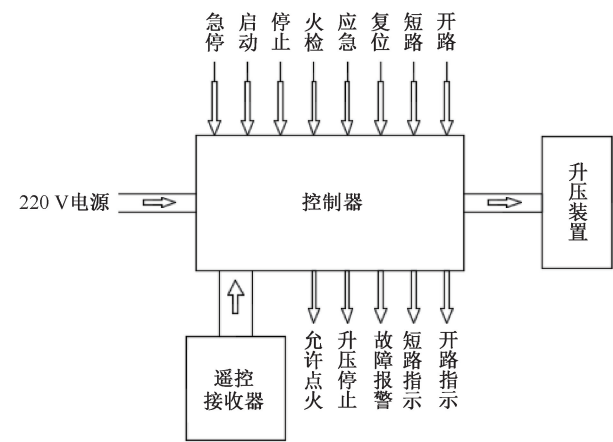 急停
启动
停止
火检
应急
复位
短路
开路
220 V电源
控制器
升压装置
遥控
接收器
允许点火
升压停止
故障报警
短路指示
开路指示